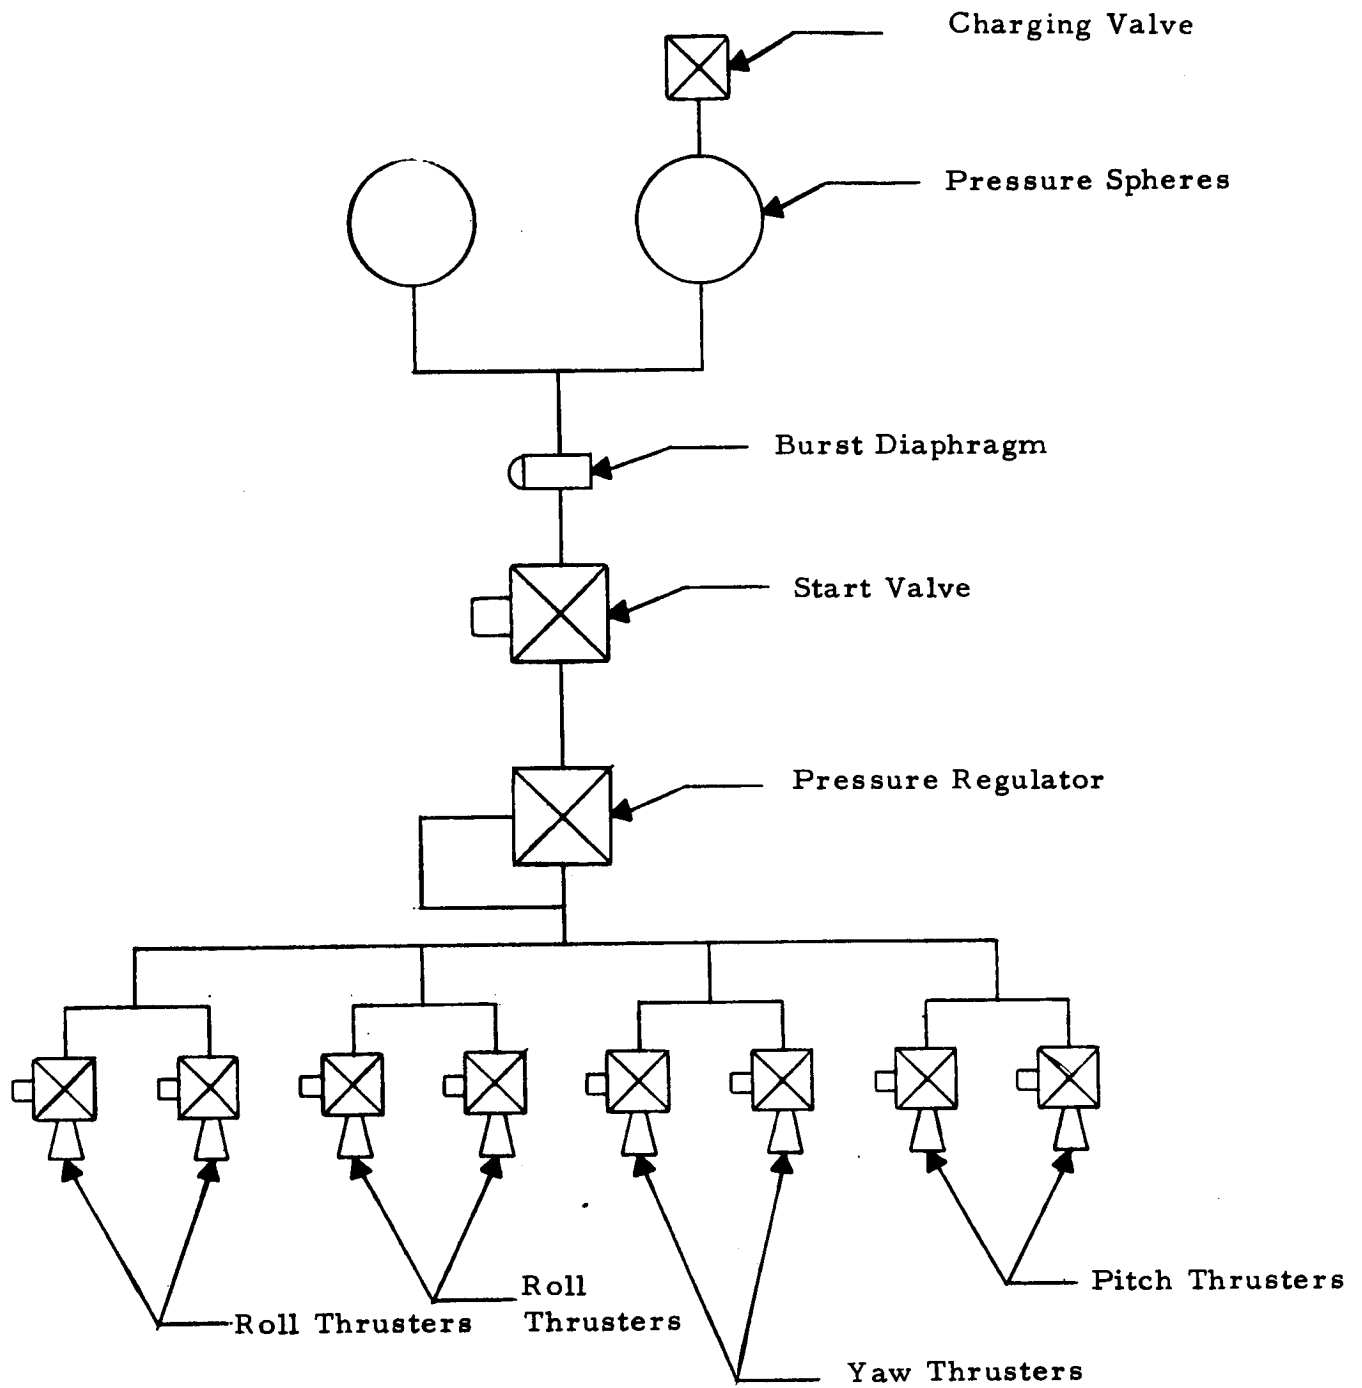 Charging Valve
Pressure Spheres
Burst Diaphragm
Start Valve
Pressure Regulator
Pitch Thrusters
Roll
Thrusters
Roll Thrusters
Yaw Thrusters